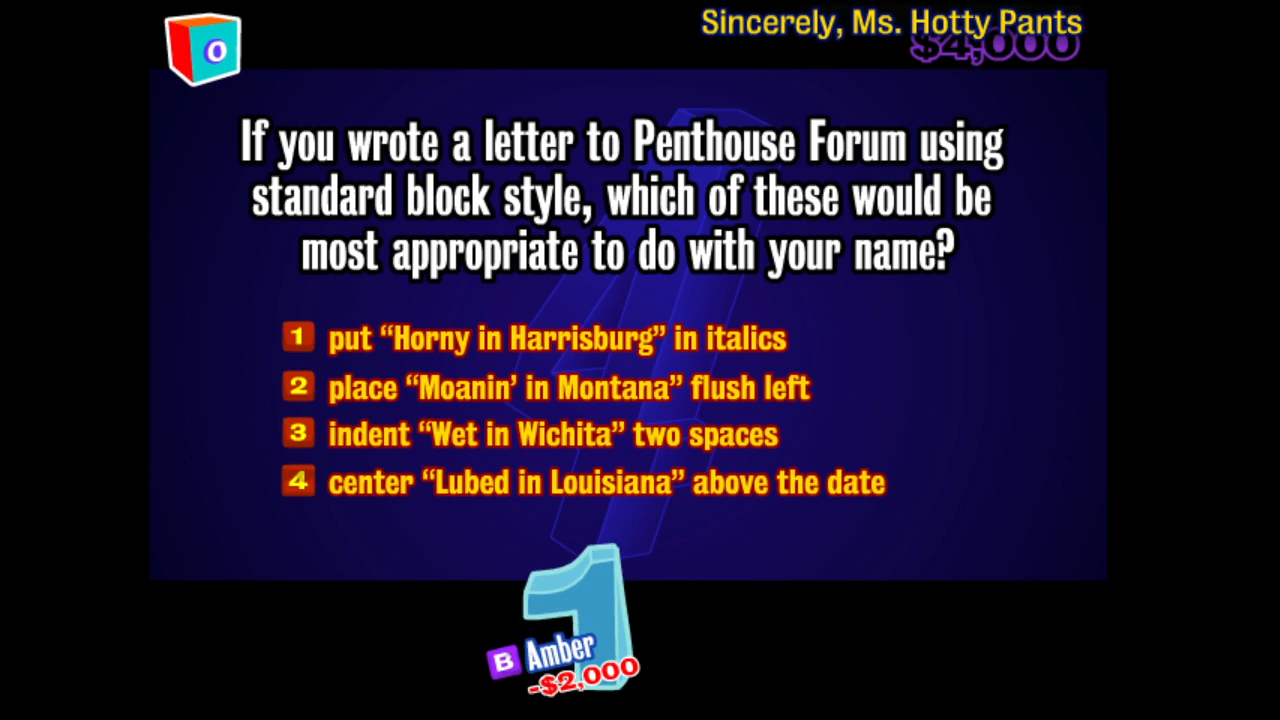 0
Sincerely, Ms. Hotty Pants
$4,000
If you wrote a letter to Penthouse Forum using
standard block style, which of these would be
most appropriate to do with your name?
1 put “Horny in Harrisburg” in italics
2 place “Moanin’ in Montana” flush left
3 indent “Wet in Wichita” two spaces
4 center “Lubed in Louisiana” above the date
1
B Amber
-$2,000